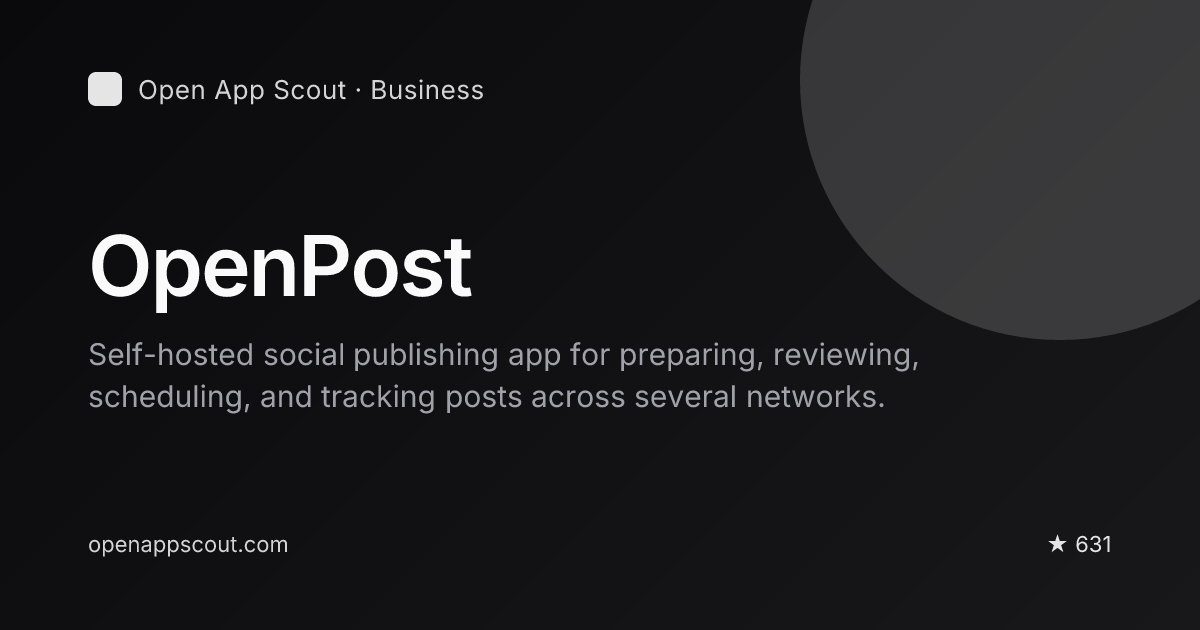 Open App Scout · Business
OpenPost
Self-hosted social publishing app for preparing, reviewing,
scheduling, and tracking posts across several networks.
openappscout.com
★ 631